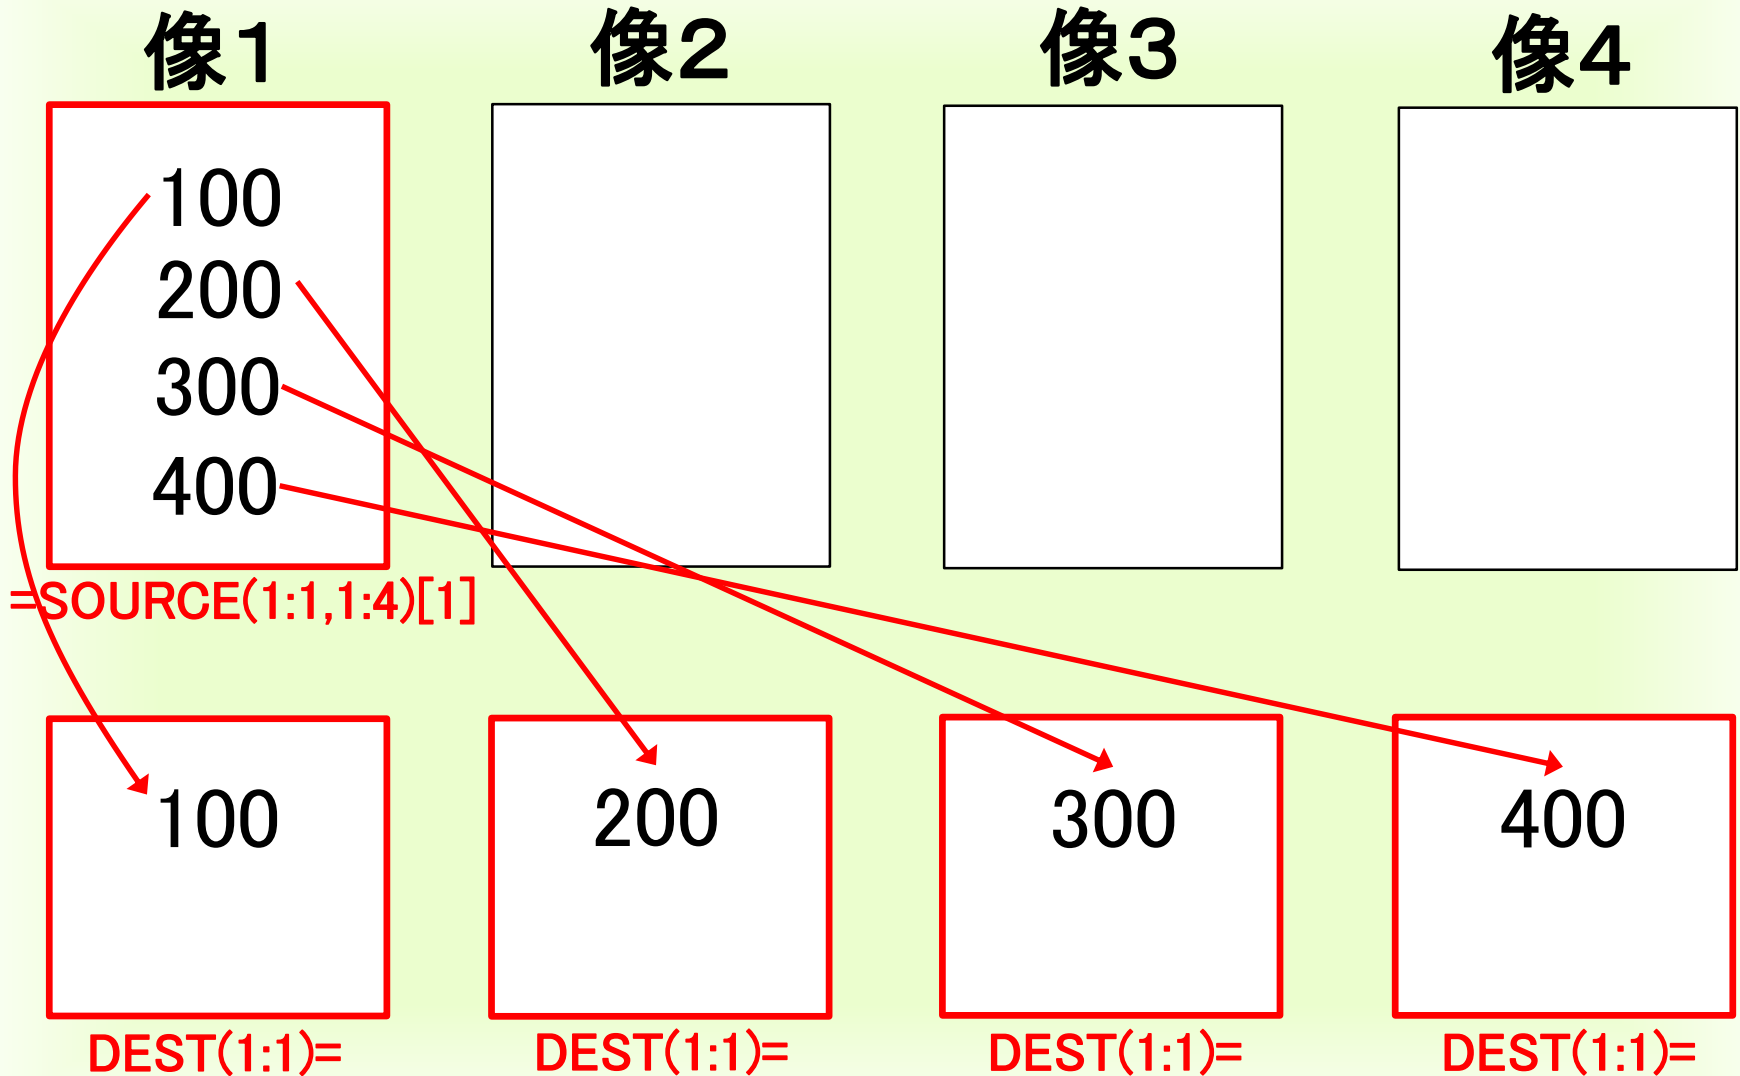 像1 像2 像3 像4
100
200
300
400
=SOURCE(1:1,1:4)[1]
100 200 300 400
DEST(1:1)= DEST(1:1)= DEST(1:1)= DEST(1:1)=